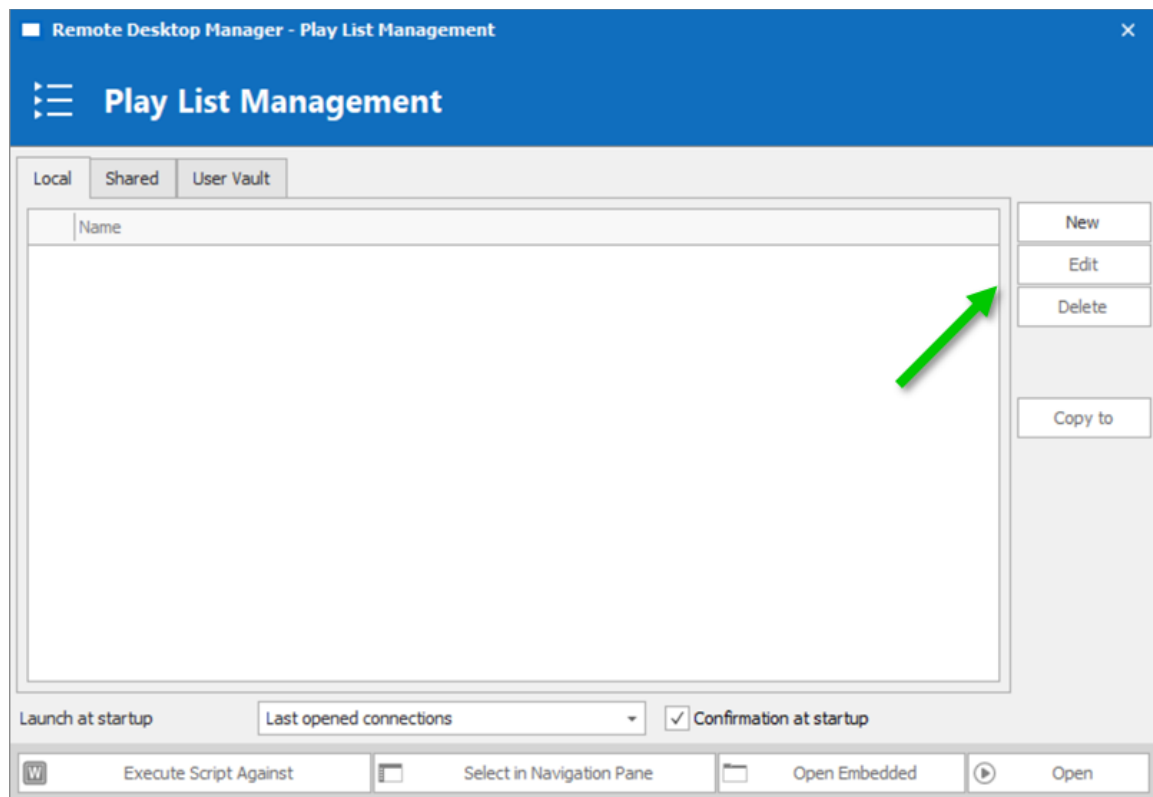 Remote Desktop Manager - Play List Management
Play List Management
Local Shared User Vault
Name
New
Edit
Delete
Copy to
Launch at startup Last opened connections Confirmation at startup
W Execute Script Against Select in Navigation Pane Open Embedded Open